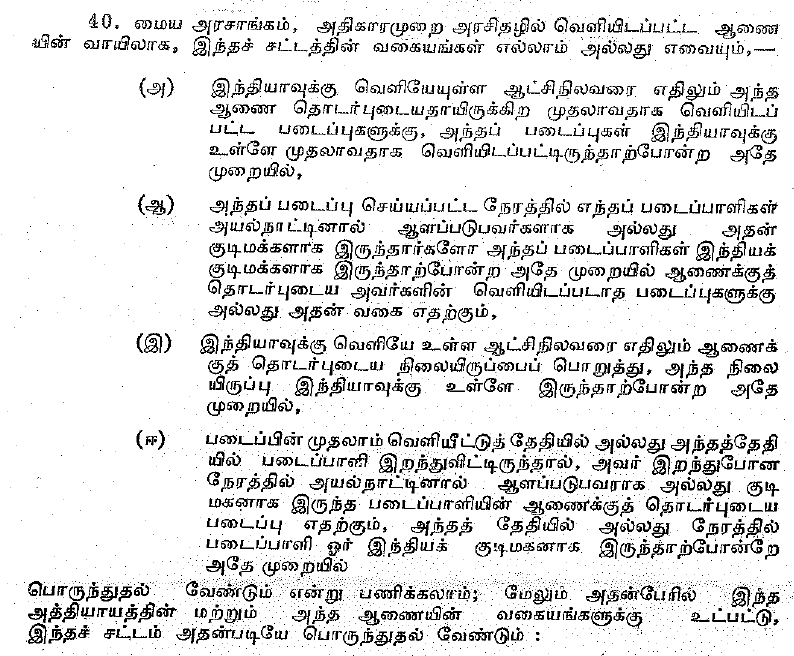 40. மைய அரசாங்கம், அதிகாரமுறை அரசிதழில் வெளியிடப்பட்ட ஆணை
யின் வாயிலாக, இந்தச் சட்டத்தின் வகையங்கள் எல்லாம் அல்லது எவையும்,—
(அ) இந்தியாவுக்கு வெளியேயுள்ள ஆட்சிநிலவரை எதிலும் அந்த
ஆணை தொடர்புடையதாயிருக்கிற முதலாவதாக வெளியிடப்
பட்ட படைப்புகளுக்கு, அந்தப் படைப்புகள் இந்தியாவுக்கு
உள்ளே முதலாவதாக வெளியிடப்பட்டிருந்தாற்போன்ற அதே
முறையில்,
(ஆ) அந்தப் படைப்பு செய்யப்பட்ட நேரத்தில் எந்தப் படைப்பாளிகள்
அயல்நாட்டினால் ஆளப்படுபவர்களாக அல்லது அதன்
குடிமக்களாக இருந்தார்களோ அந்தப் படைப்பாளிகள் இந்தியக்
குடிமக்களாக இருந்தாற்போன்ற அதே முறையில் ஆணைக்குத்
தொடர்புடைய அவர்களின் வெளியிடப்படாத படைப்புகளுக்கு
அல்லது அதன் வகை எதற்கும்,
(இ) இந்தியாவுக்கு வெளியே உள்ள ஆட்சிநிலவரை எதிலும் ஆணைக்
குத் தொடர்புடைய நிலையிருப்பைப் பொறுத்து, அந்த நிலை
யிருப்பு இந்தியாவுக்கு உள்ளே இருந்தாற்போன்ற அதே
முறையில்,
(ஈ) படைப்பின் முதலாம் வெளியீட்டுத் தேதியில் அல்லது அந்தத்தேதி
யில் படைப்பாளி இறந்துவிட்டிருந்தால், அவர் இறந்துபோன
நேரத்தில் அயல்நாட்டினால் ஆளப்படுபவராக அல்லது குடி
மகனாக இருந்த படைப்பாளியின் ஆணைக்குத் தொடர்புடைய
படைப்பு எதற்கும், அந்தத் தேதியில் அல்லது நேரத்தில்
படைப்பாளி ஓர் இந்தியக் குடிமகனாக இருந்தாற்போன்றே
அதே முறையில்
பொருந்துதல் வேண்டும் என்று பணிக்கலாம்; மேலும் அதன்பேரில் இந்த
அத்தியாயத்தின் மற்றும் அந்த ஆணையின் வகையங்களுக்கு உட்பட்டு,
இந்தச் சட்டம் அதன்படியே பொருந்துதல் வேண்டும் :